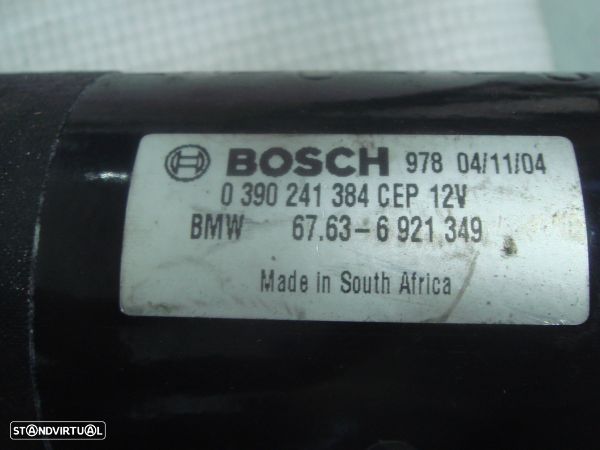 BOSCH 978 04/11/04
0 390 241 384 CEP 12V
BMW 67.63-6 921 349
Made in South Africa
STANDVIRTUAL